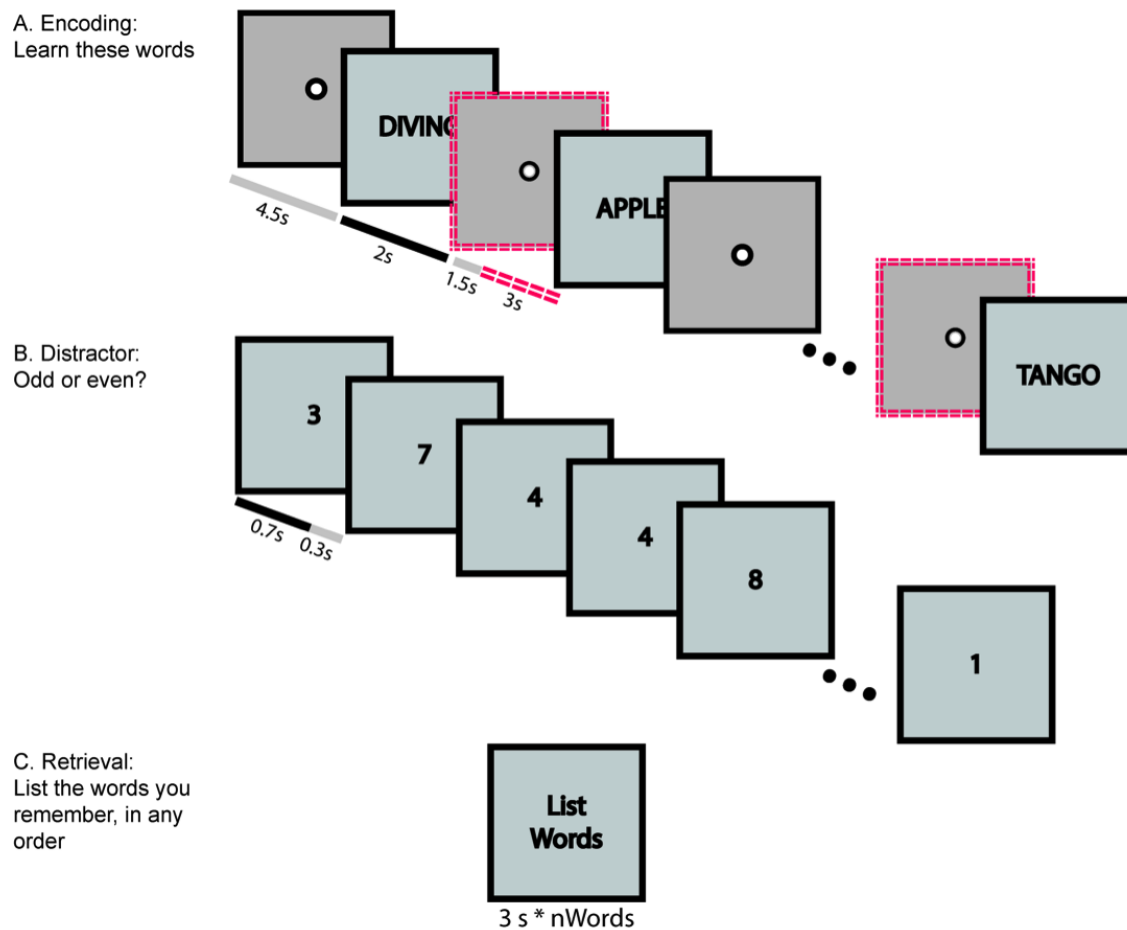 A. Encoding:
Learn these words
DIVING
APPLE
TANGO
4.5s
2s
1.5s
3s
B. Distractor:
Odd or even?
3
7
4
4
8
1
0.7s
0.3s
C. Retrieval:
List the words you
remember, in any
order
List
Words
3 s * nWords